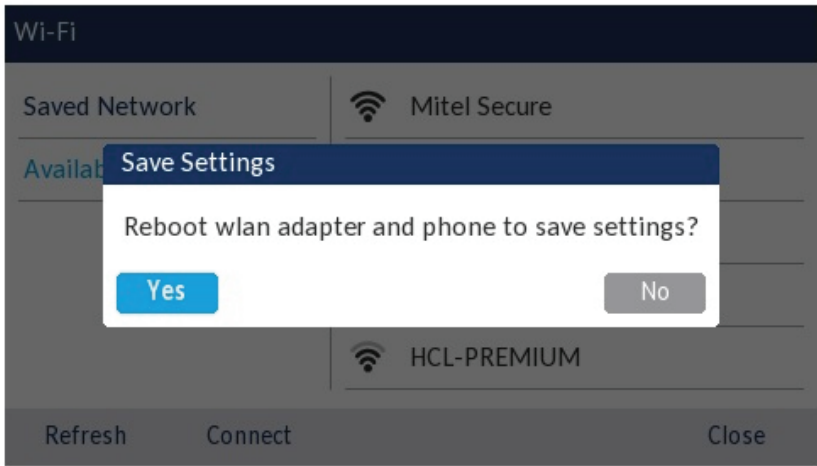 Wi-Fi
Saved Network
Mitel Secure
Availab
Save Settings
Reboot wlan adapter and phone to save settings?
Yes
No
HCL-PREMIUM
Refresh
Connect
Close